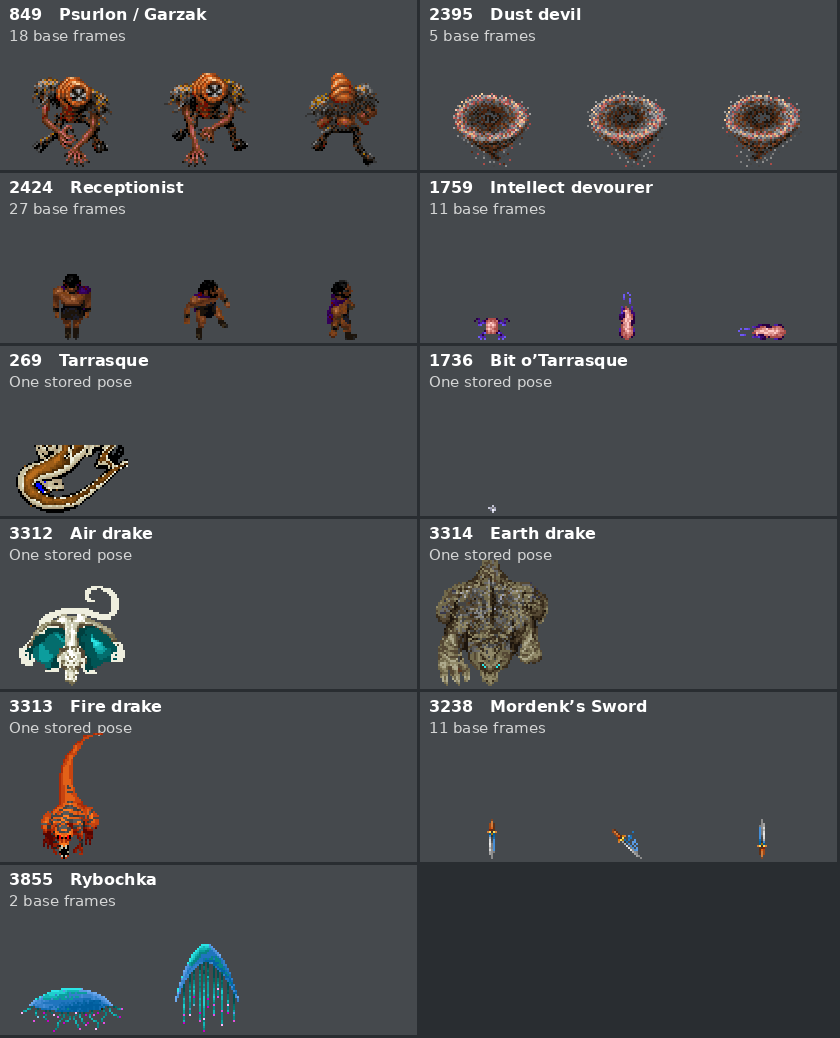 849 Psurlon / Garzak
18 base frames
2395 Dust devil
5 base frames
2424 Receptionist
27 base frames
1759 Intellect devourer
11 base frames
269 Tarrasque
One stored pose
1736 Bit o’Tarrasque
One stored pose
3312 Air drake
One stored pose
3314 Earth drake
One stored pose
3313 Fire drake
One stored pose
3238 Mordenk’s Sword
11 base frames
3855 Rybochka
2 base frames